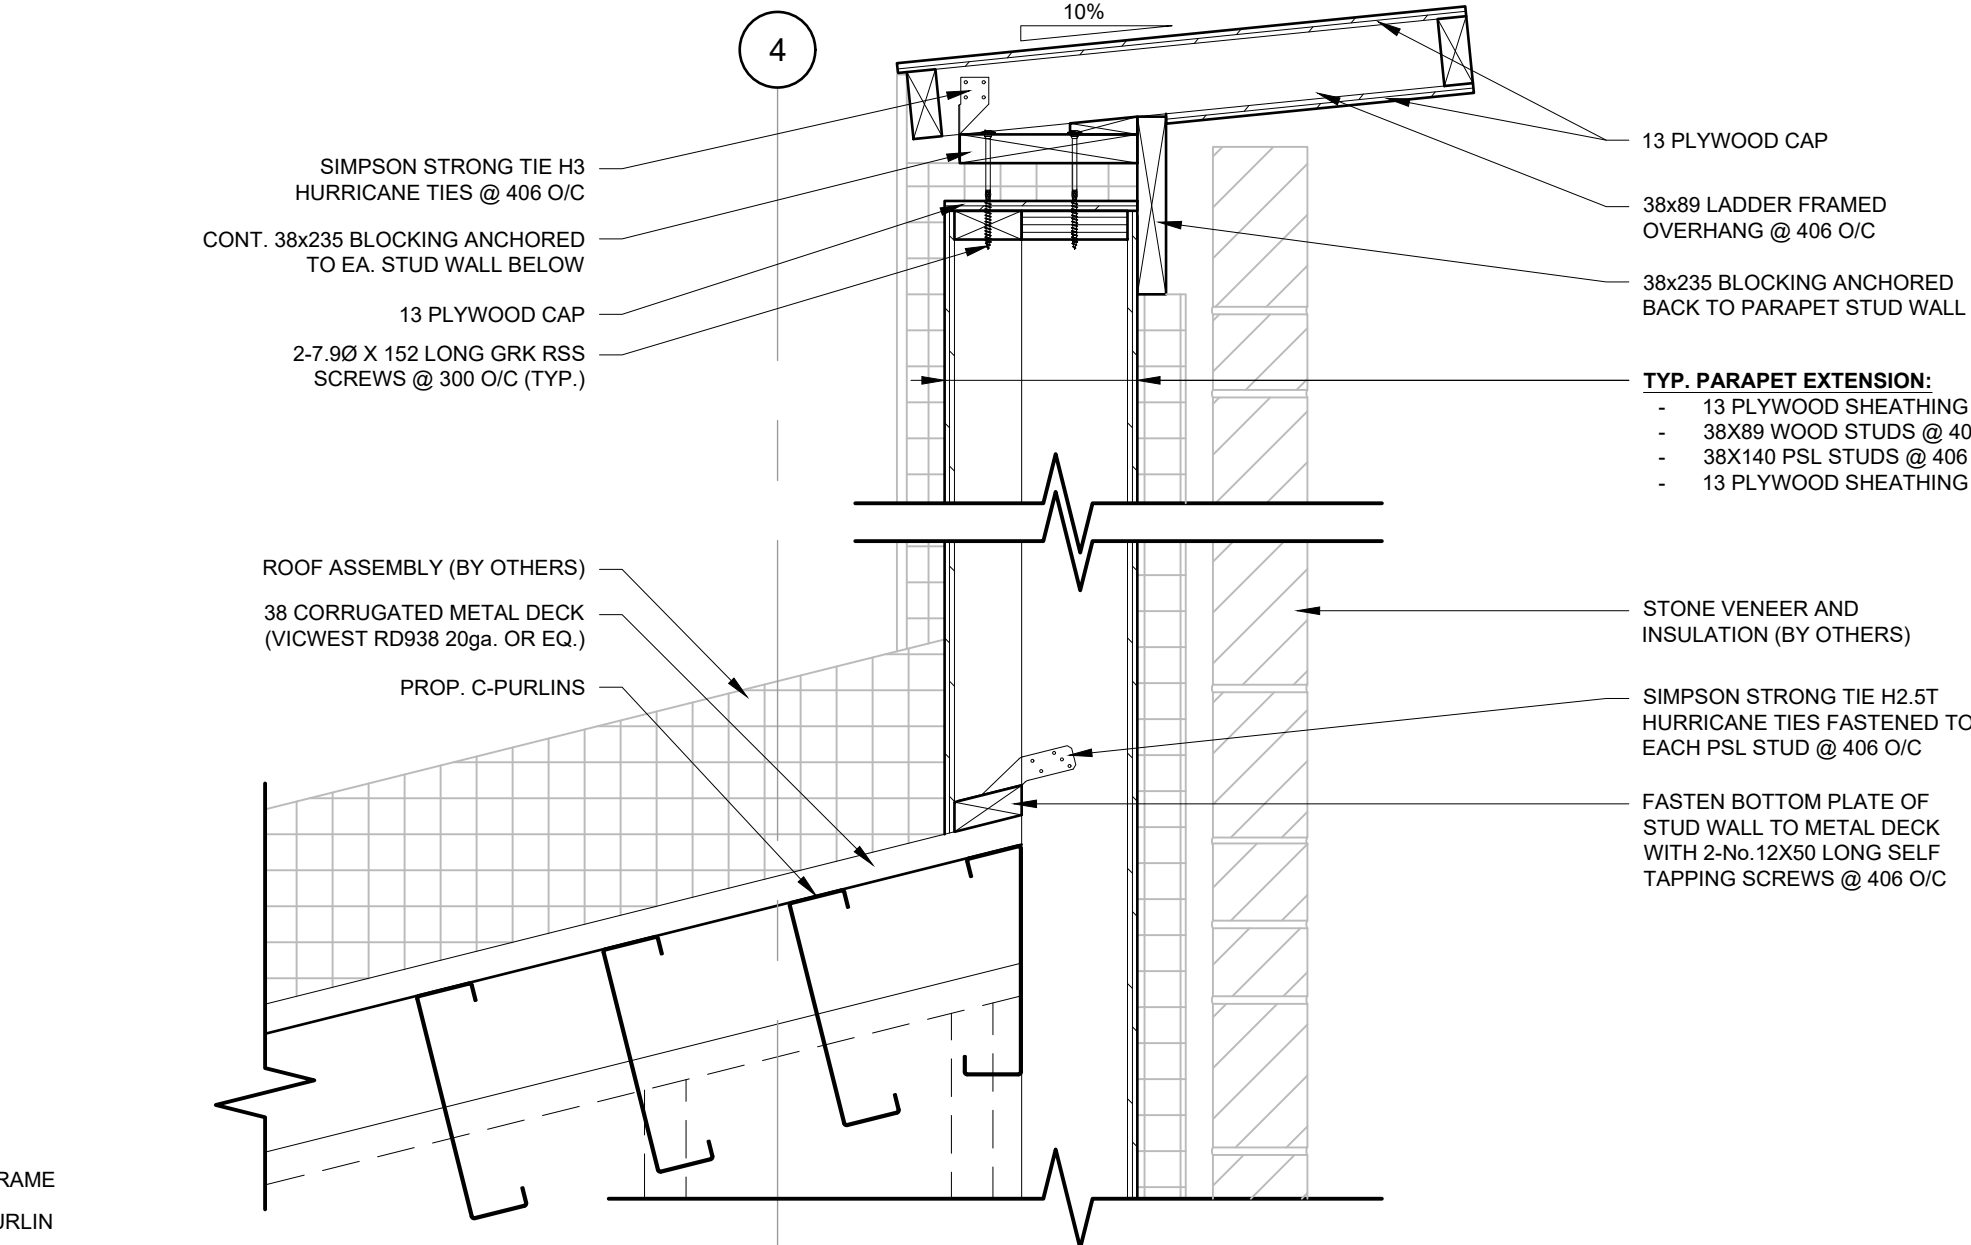 10%
4
SIMPSON STRONG TIE H3
HURRICANE TIES @ 406 O/C
CONT. 38x235 BLOCKING ANCHORED
TO EA. STUD WALL BELOW
13 PLYWOOD CAP
2-7.9Ø X 152 LONG GRK RSS
SCREWS @ 300 O/C (TYP.)
ROOF ASSEMBLY (BY OTHERS)
38 CORRUGATED METAL DECK
(VICWEST RD938 20ga. OR EQ.)
PROP. C-PURLINS
13 PLYWOOD CAP
38x89 LADDER FRAMED
OVERHANG @ 406 O/C
38x235 BLOCKING ANCHORED
BACK TO PARAPET STUD WALL
TYP. PARAPET EXTENSION:
- 13 PLYWOOD SHEATHING
- 38X89 WOOD STUDS @ 40
- 38X140 PSL STUDS @ 406
- 13 PLYWOOD SHEATHING
STONE VENEER AND
INSULATION (BY OTHERS)
SIMPSON STRONG TIE H2.5T
HURRICANE TIES FASTENED TO
EACH PSL STUD @ 406 O/C
FASTEN BOTTOM PLATE OF
STUD WALL TO METAL DECK
WITH 2-No.12X50 LONG SELF
TAPPING SCREWS @ 406 O/C
RAME
URLIN